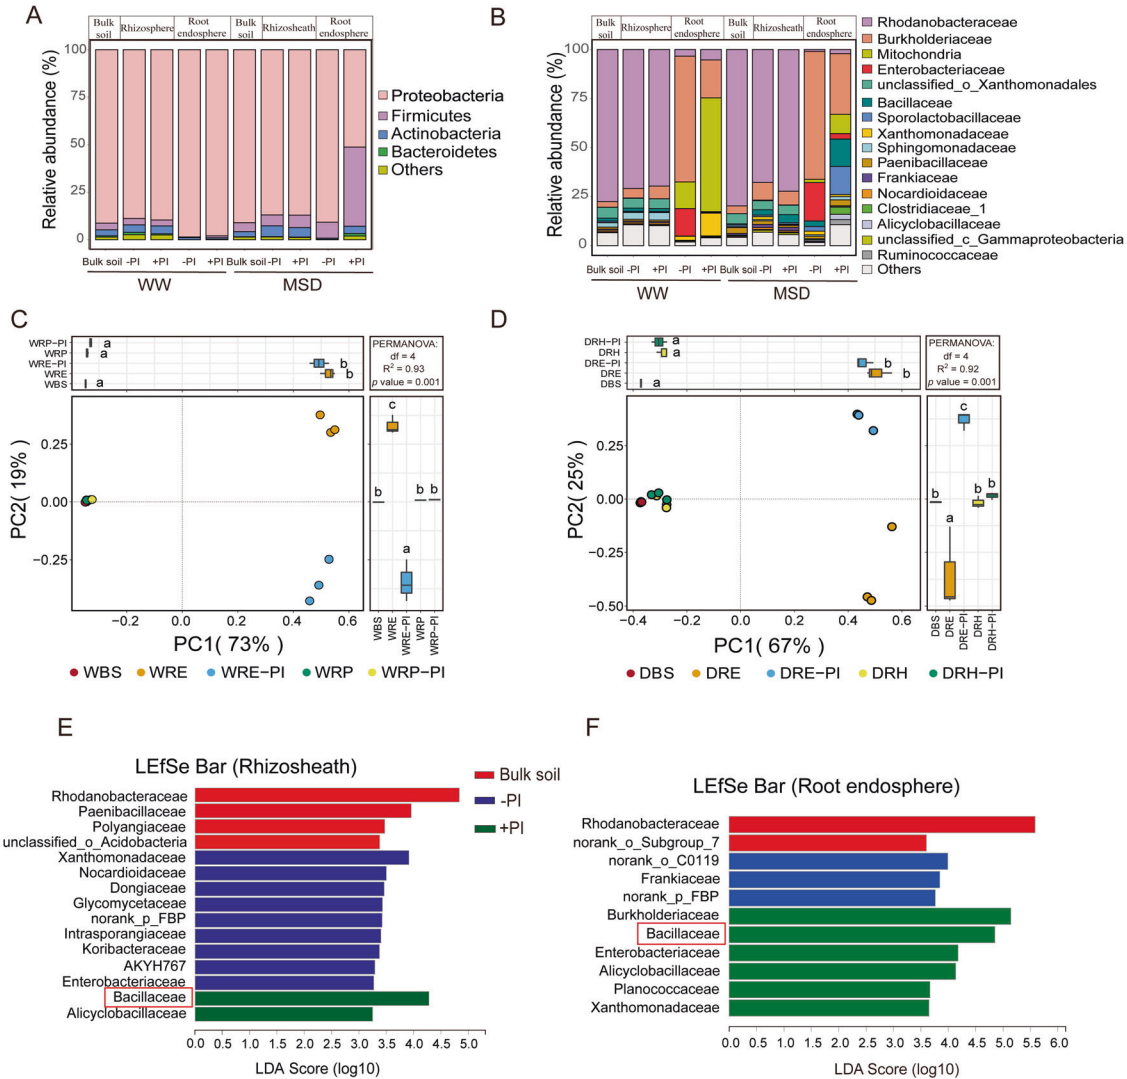 A
Bulk soil
Rhizosphere
Root endosphere
Bulk soil
Rhizosheath
Root endosphere
Relative abundance (%)
100
75
50
25
0
Proteobacteria
Firmicutes
Actinobacteria
Bacteroidetes
Others
Bulk soil -PI +PI -PI +PI Bulk soil -PI +PI -PI +PI
WW MSD
B
Bulk soil
Rhizosphere
Root endosphere
Bulk soil
Rhizosheath
Root endosphere
Relative abundance (%)
100
75
50
25
0
Rhodanobacteraceae
Burkholderiaceae
Mitochondria
Enterobacteriaceae
unclassified_o_Xanthomonadales
Bacillaceae
Sporolactobacillaceae
Xanthomonadaceae
Sphingomonadaceae
Paenibacillaceae
Frankiaceae
Nocardioidaceae
Clostridiaceae_1
Alicyclobacillaceae
unclassified_c_Gammaproteobacteria
Ruminococcaceae
Others
Bulk soil -PI +PI -PI +PI Bulk soil -PI +PI -PI +PI
WW MSD
C
WRP−PI a
WRP a
WRE−PI b
WRE b
WBS a
PERMANOVA:
df = 4
R² = 0.93
p value = 0.001
PC2( 19% )
0.25
0.00
−0.25
−0.2 0.0 0.2 0.4 0.6
PC1( 73% )
c
b
b b
a
WBS
WRE
WRE−PI
WRP
WRP−PI
WBS WRE WRE−PI WRP WRP−PI
D
DRH−PI a
DRH a
DRE−PI b
DRE b
DBS a
PERMANOVA:
df = 4
R² = 0.92
p value = 0.001
PC2( 25% )
0.25
0.00
−0.25
−0.50
−0.4 −0.2 0.0 0.2 0.4 0.6
PC1( 67% )
c
b
b b
a
DBS
DRE
DRE−PI
DRH
DRH−PI
DBS DRE DRE−PI DRH DRH−PI
E
LEfSe Bar (Rhizosheath)
Bulk soil
-PI
+PI
Rhodanobacteraceae
Paenibacillaceae
Polyangiaceae
unclassified_o_Acidobacteria
Xanthomonadaceae
Nocardioidaceae
Dongiaceae
Glycomycetaceae
norank_p_FBP
Intrasporangiaceae
Koribacteraceae
AKYH767
Enterobacteriaceae
Bacillaceae
Alicyclobacillaceae
0.0 0.5 1.0 1.5 2.0 2.5 3.0 3.5 4.0 4.5 5.0
LDA Score (log10)
F
LEfSe Bar (Root endosphere)
Rhodanobacteraceae
norank_o_Subgroup_7
norank_o_C0119
Frankiaceae
norank_p_FBP
Burkholderiaceae
Bacillaceae
Enterobacteriaceae
Alicyclobacillaceae
Planococcaceae
Xanthomonadaceae
0.0 0.5 1.0 1.5 2.0 2.5 3.0 3.5 4.0 4.5 5.0 5.5 6.0
LDA Score (log10)